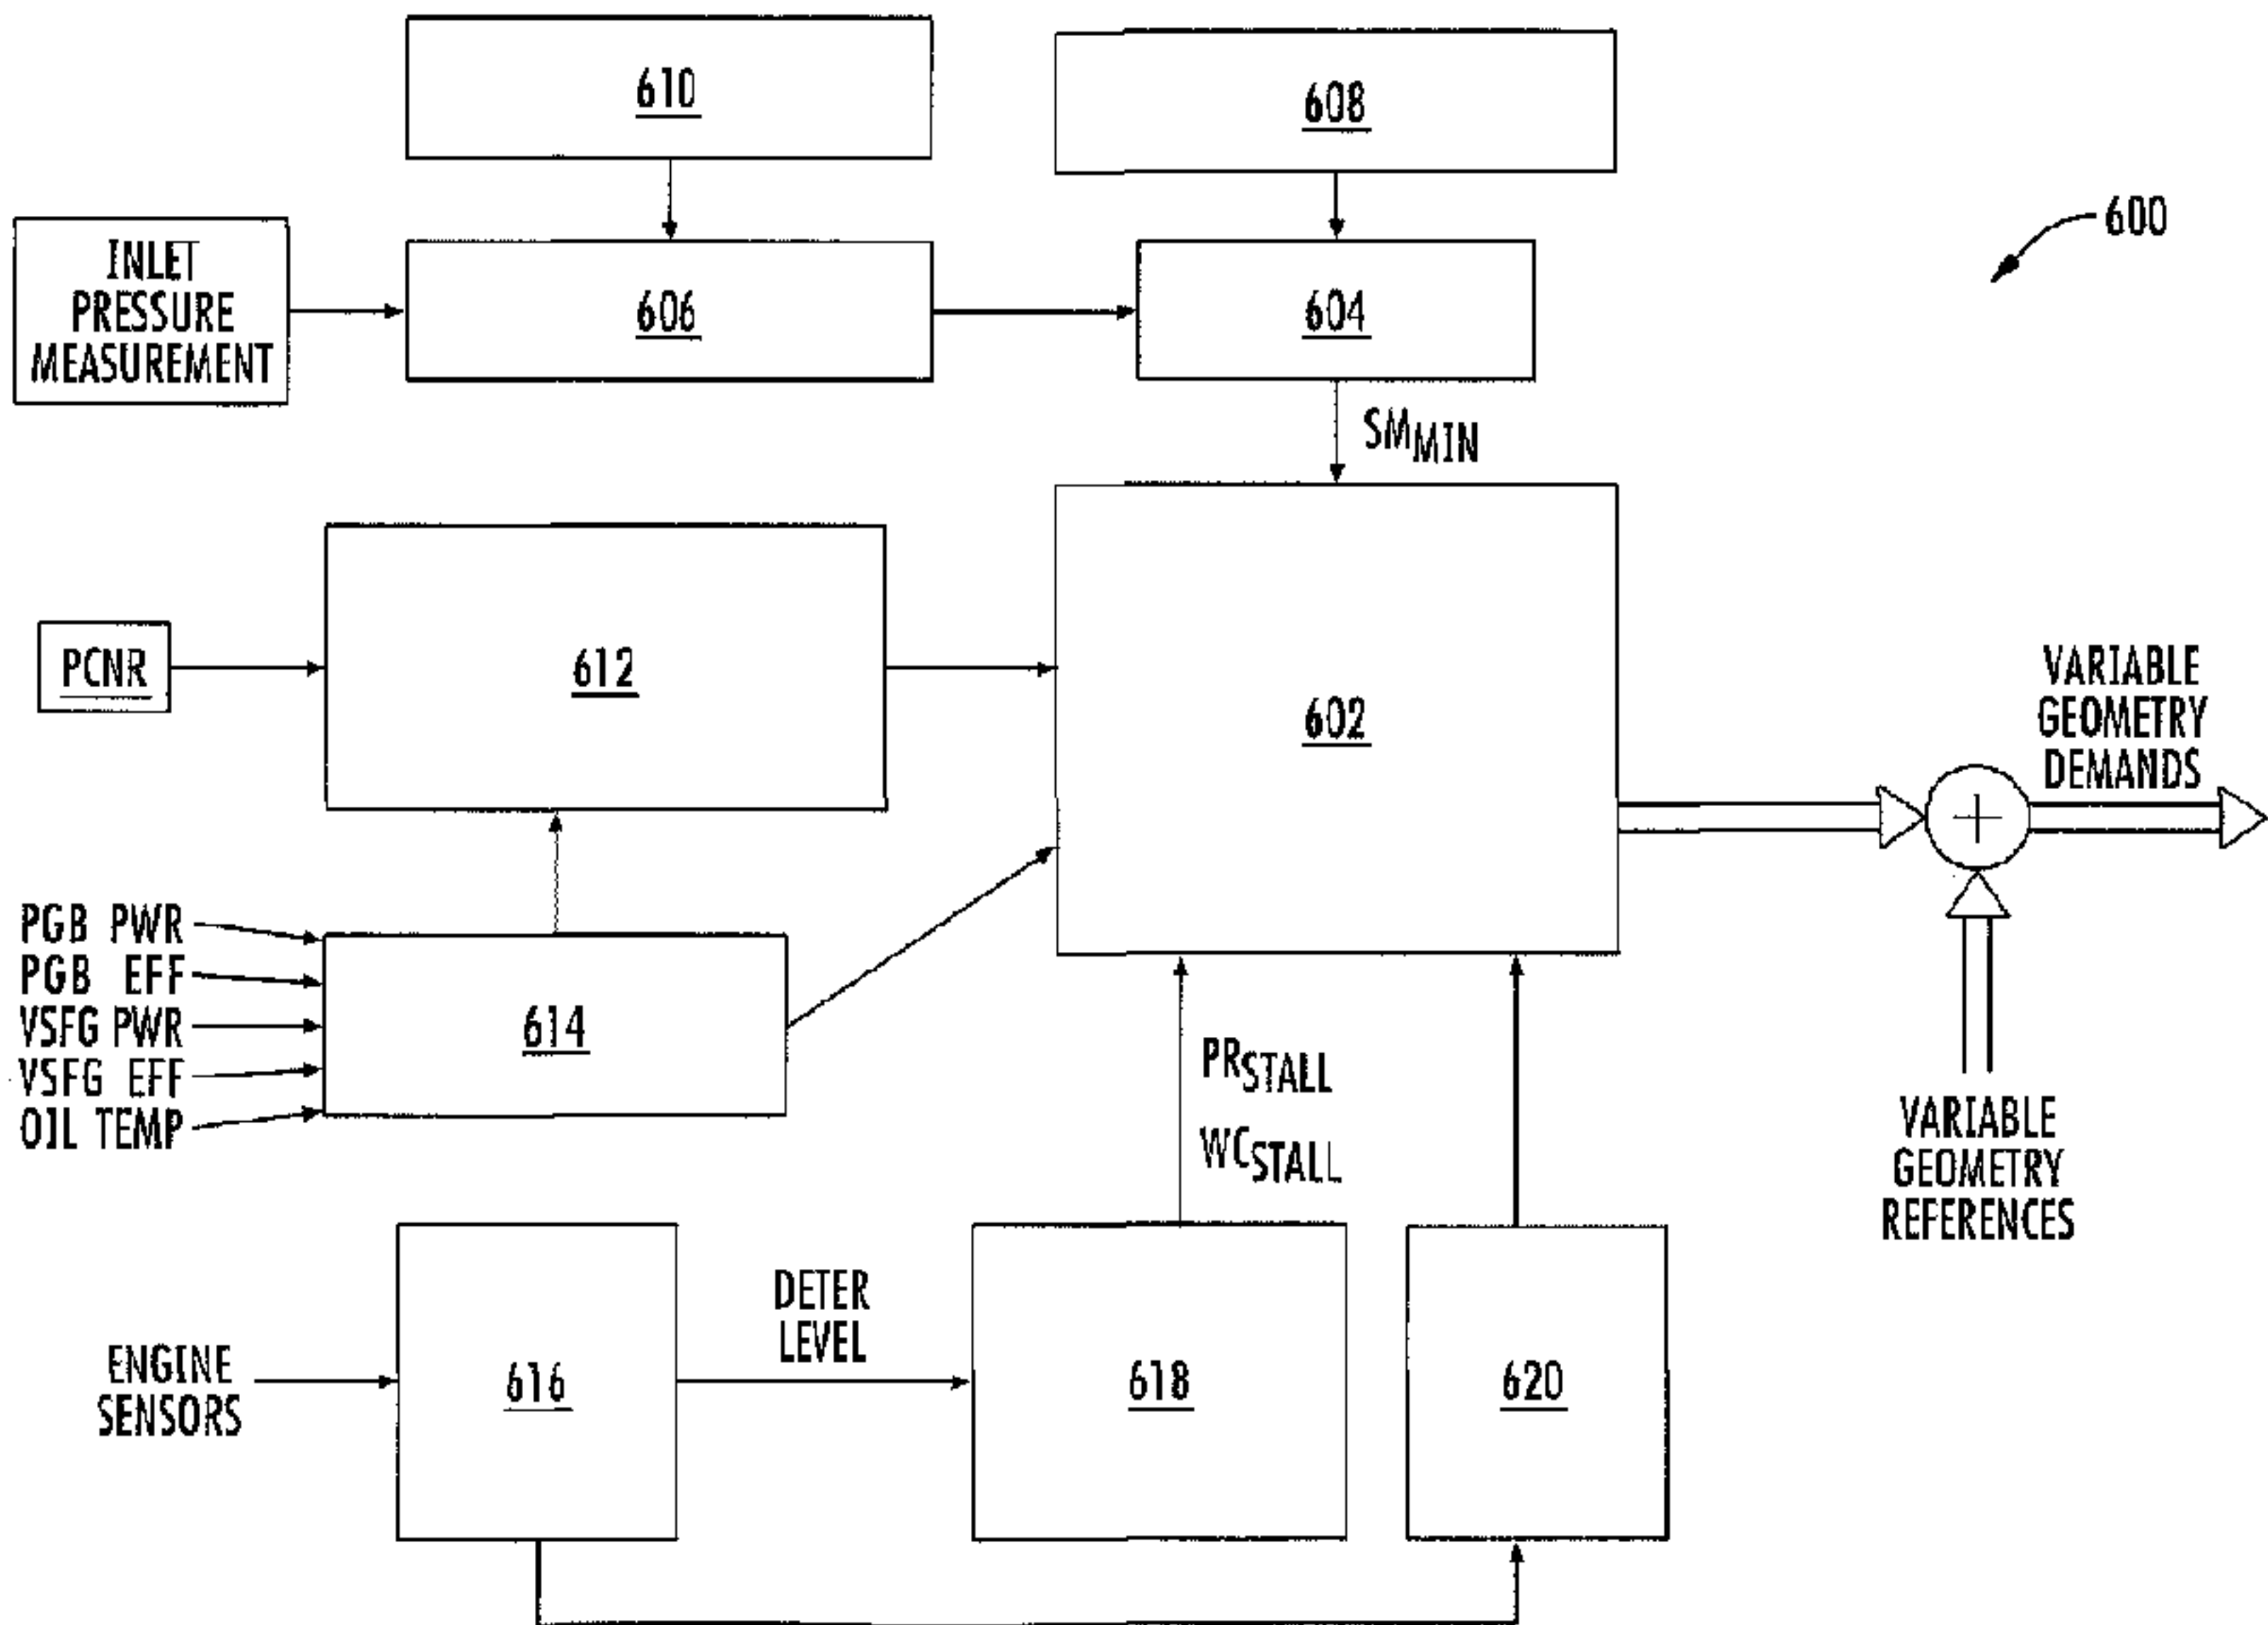 610
608
600
INLET
PRESSURE
MEASUREMENT
606
604
SMMIN
PCNR
612
602
VARIABLE
GEOMETRY
DEMANDS
+
PGB PWR
PGB EFF
VSFG PWR
VSFG EFF
OIL TEMP
614
PRSTALL
WCSTALL
VARIABLE
GEOMETRY
REFERENCES
ENGINE
SENSORS
616
DETER
LEVEL
618
620